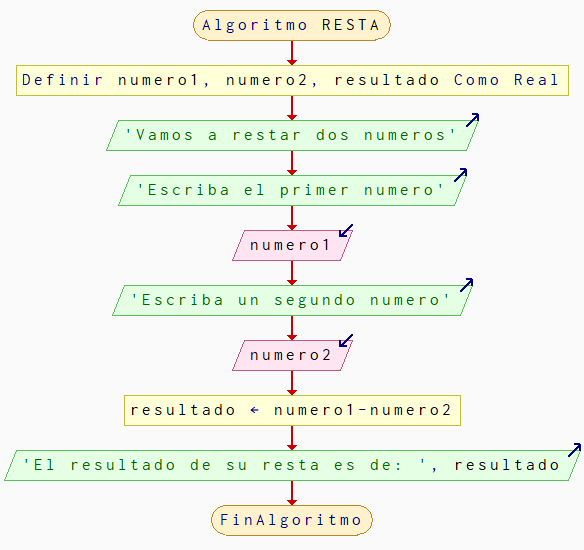 Algoritmo RESTA
Definir numero1, numero2, resultado Como Real
'Vamos a restar dos numeros'
'Escriba el primer numero'
numero1
'Escriba un segundo numero'
numero2
resultado ← numero1-numero2
'El resultado de su resta es de: ', resultado
FinAlgoritmo